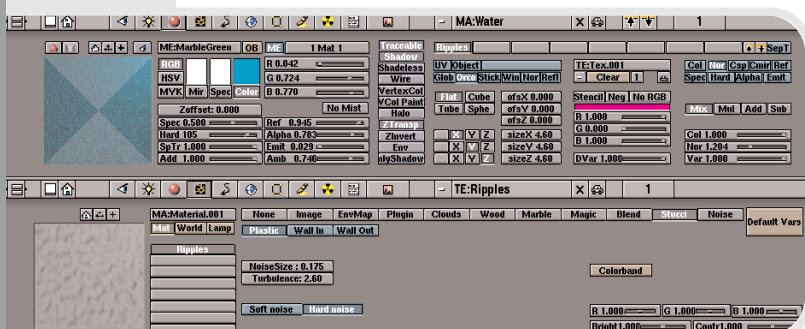 MA:Water 1
ME:MarbleGreen OB ME 1 Mat 1 Traceable Ripples SepT
RGB R 0.042 Shadow
HSV G 0.724 Shadeless UV Object TE:Tex.001 Col Nor Csp Cmir Ref
MVK Mir Spec Color B 0.770 Wire Glob Orco Stick Win Nor Refl - Clear 1 Spec Hard Alpha Emit
VertexCol
Zoffset: 0.000 No Mist VCol Paint Flat Cube ofsX 0.000 Stencil Neg No RGB
Halo Tube Sphe ofsY 0.000 Mix Mul Add Sub
Spec 0.500 Ref 0.945 ZTransp ofsZ 0.000 R 1.000
Hard 105 Alpha 0.783 ZInvert X Y Z sizeX 4.60 G 0.000 Col 1.000
SpTr 1.000 Emit 0.029 Env X Y Z sizeY 4.60 B 1.000 Nor 1.204
Add 1.000 Amb 0.746 nlyShadow X Y Z sizeZ 4.60 DVar 1.000 Var 1.000
TE:Ripples 1
MA:Material.001 None Image EnvMap Plugin Clouds Wood Marble Magic Blend Stucci Noise Default Vars
Mat World Lamp Plastic Wall In Wall Out
Ripples
NoiseSize : 0.175 Colorband
Turbulence: 2.60
Soft noise Hard noise R 1.000 G 1.000 B 1.000
Bright1.000 Contr1.000